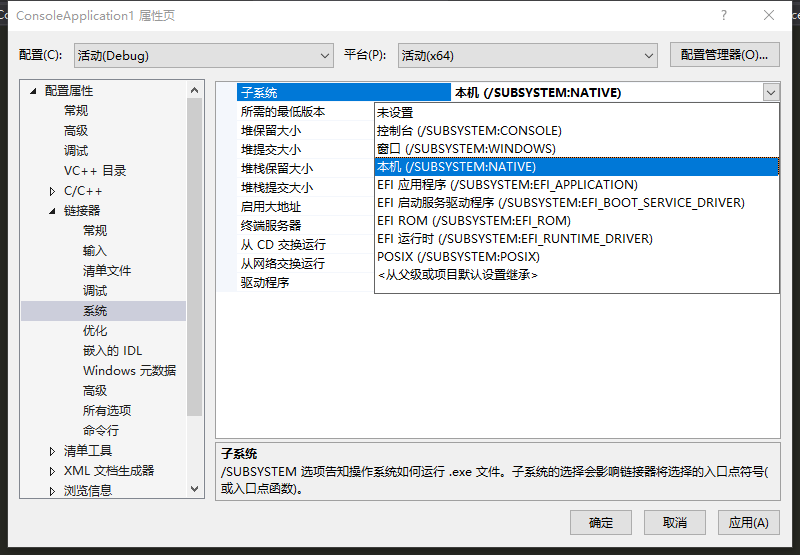 ConsoleApplication1 属性页
配置(C): 活动(Debug) 平台(P): 活动(x64) 配置管理器(O)...
配置属性
常规
高级
调试
VC++ 目录
C/C++
链接器
常规
输入
清单文件
调试
系统
优化
嵌入的 IDL
Windows 元数据
高级
所有选项
命令行
清单工具
XML 文档生成器
浏览信息
子系统 本机 (/SUBSYSTEM:NATIVE)
所需的最低版本
堆保留大小
堆提交大小
堆栈保留大小
堆栈提交大小
启用大地址
终端服务器
从 CD 交换运行
从网络交换运行
驱动程序
未设置
控制台 (/SUBSYSTEM:CONSOLE)
窗口 (/SUBSYSTEM:WINDOWS)
本机 (/SUBSYSTEM:NATIVE)
EFI 应用程序 (/SUBSYSTEM:EFI_APPLICATION)
EFI 启动服务驱动程序 (/SUBSYSTEM:EFI_BOOT_SERVICE_DRIVER)
EFI ROM (/SUBSYSTEM:EFI_ROM)
EFI 运行时 (/SUBSYSTEM:EFI_RUNTIME_DRIVER)
POSIX (/SUBSYSTEM:POSIX)
<从父级或项目默认设置继承>
子系统
/SUBSYSTEM 选项告知操作系统如何运行 .exe 文件。子系统的选择会影响链接器将选择的入口点符号(
或入口点函数)。
确定 取消 应用(A)